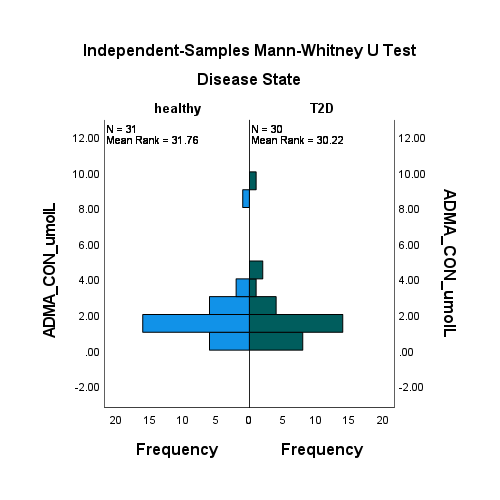 Independent-Samples Mann-Whitney U Test
Disease State
healthy
T2D
N = 31
Mean Rank = 31.76
N = 30
Mean Rank = 30.22
ADMA_CON_umolL
12.00
10.00
8.00
6.00
4.00
2.00
.00
-2.00
12.00
10.00
8.00
6.00
4.00
2.00
.00
-2.00
ADMA_CON_umolL
20 15 10 5 0 5 10 15 20
Frequency
Frequency